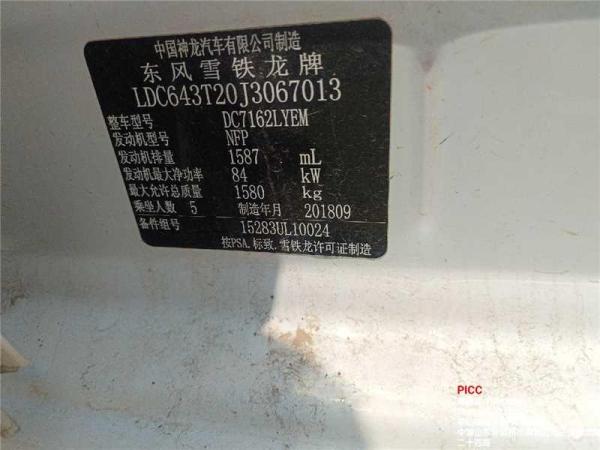 中国神龙汽车有限公司制造
东风雪铁龙牌
LDC643T20J3067013
整车型号 DC7162LYEM
发动机型号 NFP
发动机排量 1587 mL
发动机最大净功率 84 kW
最大允许总质量 1580 kg
乘坐人数 5 制造年月 201809
备件组号 15283UL10024
按PSA.标致.雪铁龙许可证制造
PICC